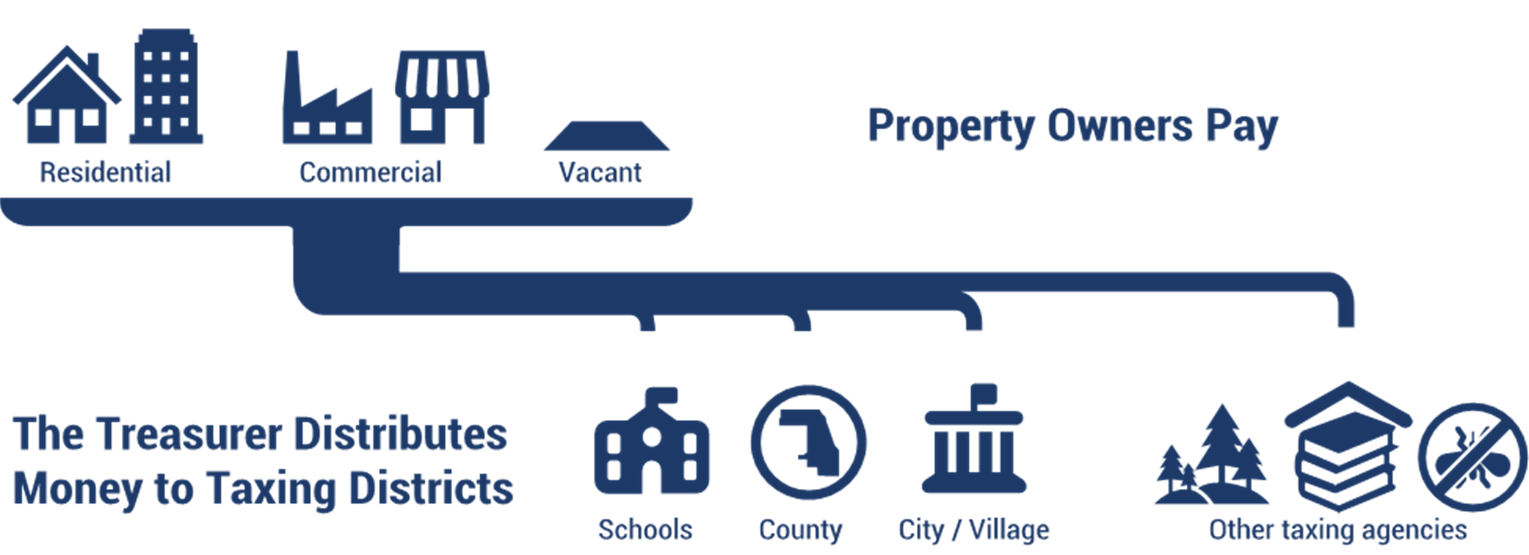 Residential
Commercial
Vacant
Property Owners Pay
The Treasurer Distributes
Money to Taxing Districts
Schools
County
City / Village
Other taxing agencies